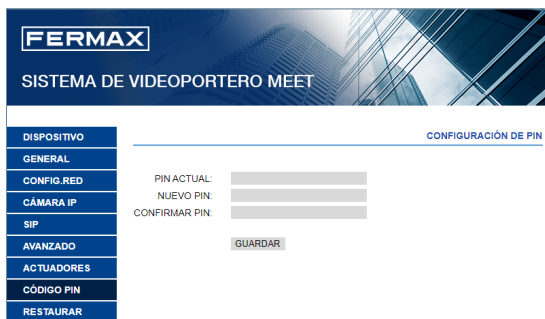 FERMAX
SISTEMA DE VIDEOPORTERO MEET
DISPOSITIVO
CONFIGURACIÓN DE PIN
GENERAL
CONFIG.RED
PIN ACTUAL:
CÁMARA IP
NUEVO PIN:
CONFIRMAR PIN:
SIP
AVANZADO
GUARDAR
ACTUADORES
CÓDIGO PIN
RESTAURAR